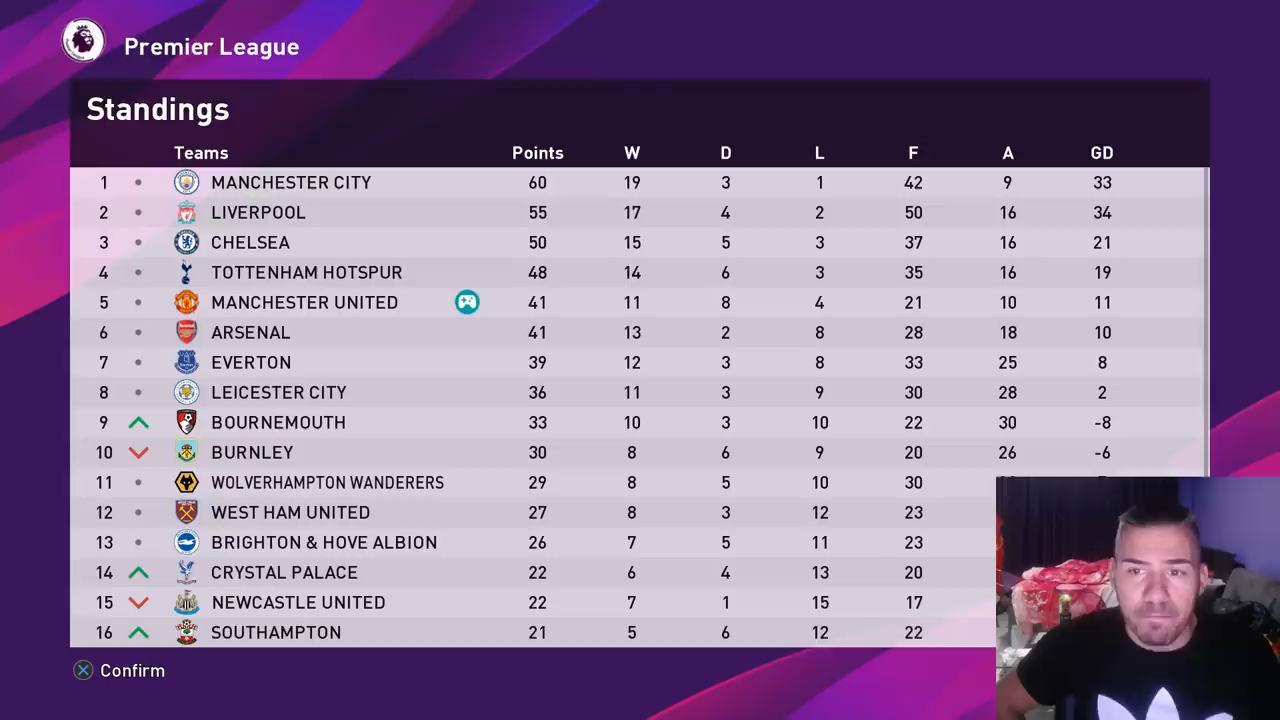 Premier League
Standings
Teams Points W D L F A GD
1 MANCHESTER CITY 60 19 3 1 42 9 33
2 LIVERPOOL 55 17 4 2 50 16 34
3 CHELSEA 50 15 5 3 37 16 21
4 TOTTENHAM HOTSPUR 48 14 6 3 35 16 19
5 MANCHESTER UNITED 41 11 8 4 21 10 11
6 ARSENAL 41 13 2 8 28 18 10
7 EVERTON 39 12 3 8 33 25 8
8 LEICESTER CITY 36 11 3 9 30 28 2
9 BOURNEMOUTH 33 10 3 10 22 30 -8
10 BURNLEY 30 8 6 9 20 26 -6
11 WOLVERHAMPTON WANDERERS 29 8 5 10 30
12 WEST HAM UNITED 27 8 3 12 23
13 BRIGHTON & HOVE ALBION 26 7 5 11 23
14 CRYSTAL PALACE 22 6 4 13 20
15 NEWCASTLE UNITED 22 7 1 15 17
16 SOUTHAMPTON 21 5 6 12 22
Confirm